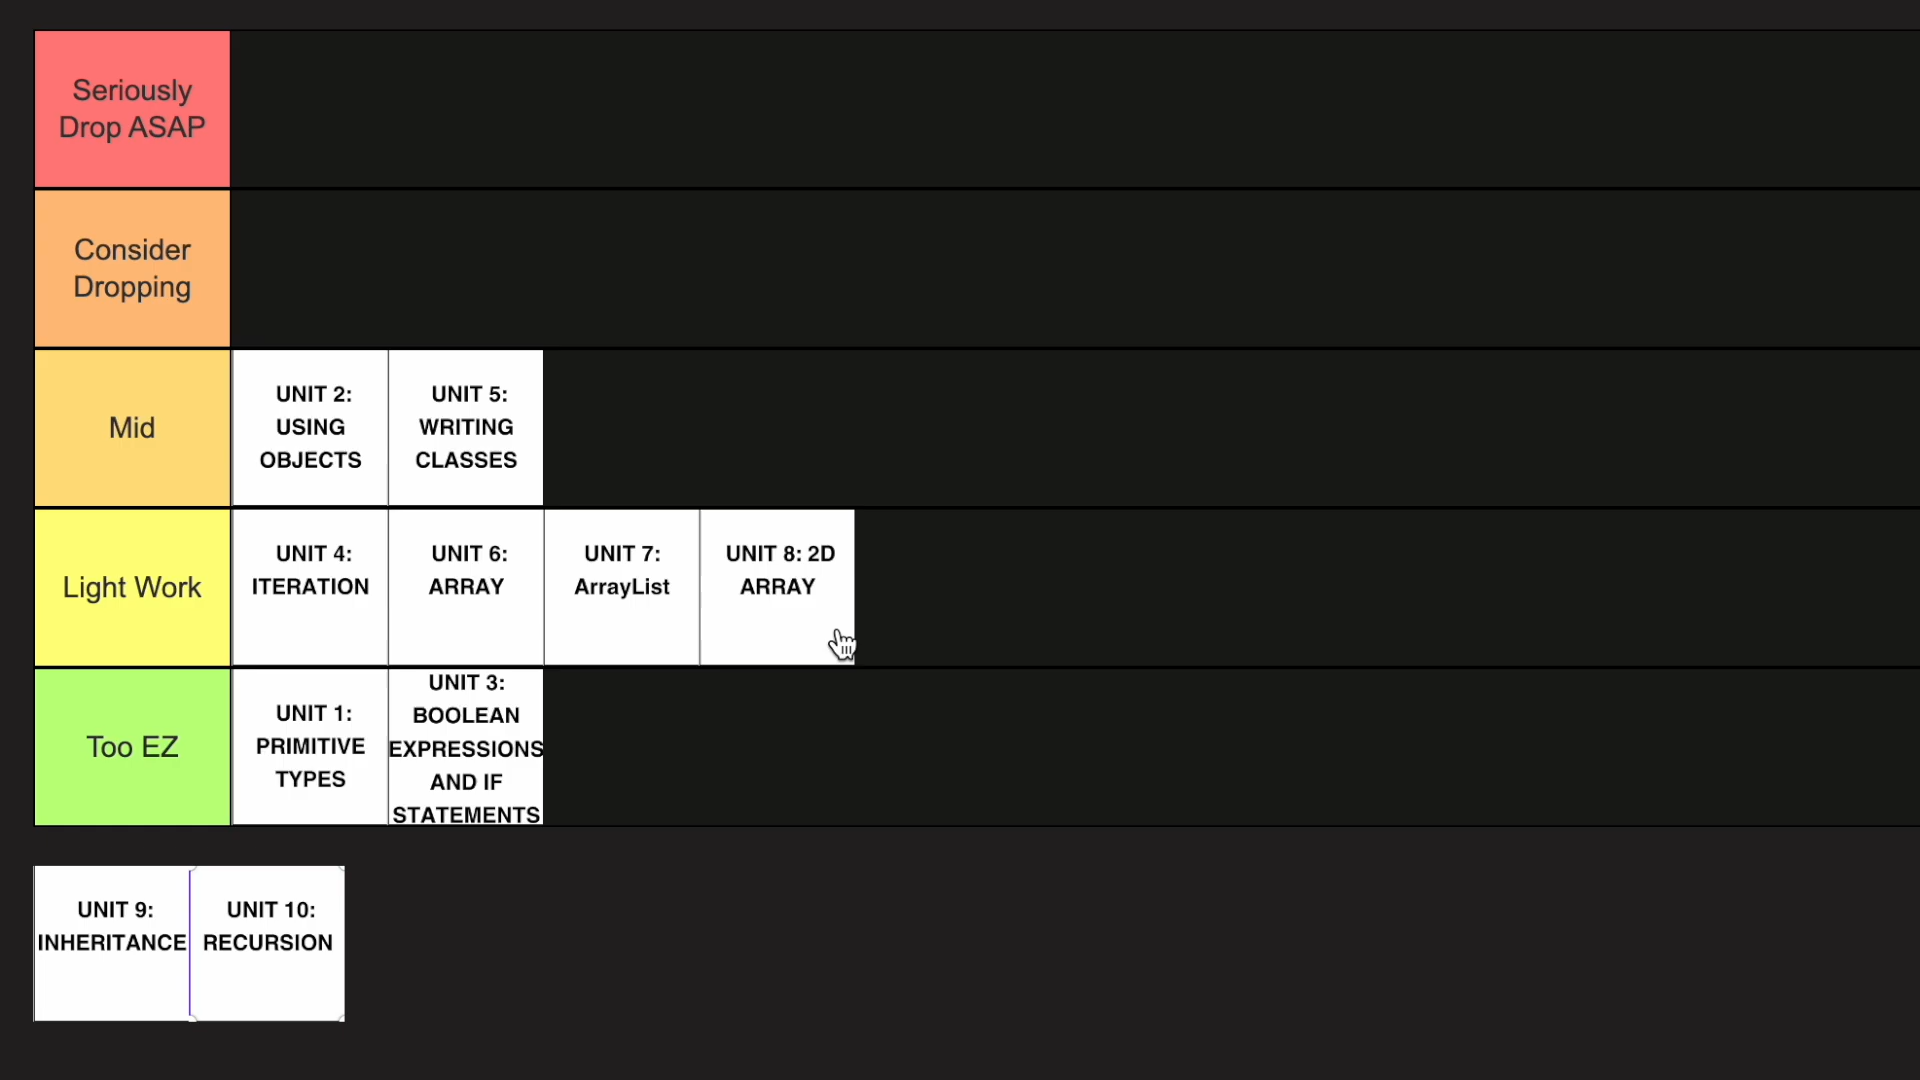 Seriously
Drop ASAP
Consider
Dropping
Mid
UNIT 2:
USING
OBJECTS
UNIT 5:
WRITING
CLASSES
Light Work
UNIT 4:
ITERATION
UNIT 6:
ARRAY
UNIT 7:
ArrayList
UNIT 8: 2D
ARRAY
Too EZ
UNIT 1:
PRIMITIVE
TYPES
UNIT 3:
BOOLEAN
EXPRESSIONS
AND IF
STATEMENTS
UNIT 9:
INHERITANCE
UNIT 10:
RECURSION